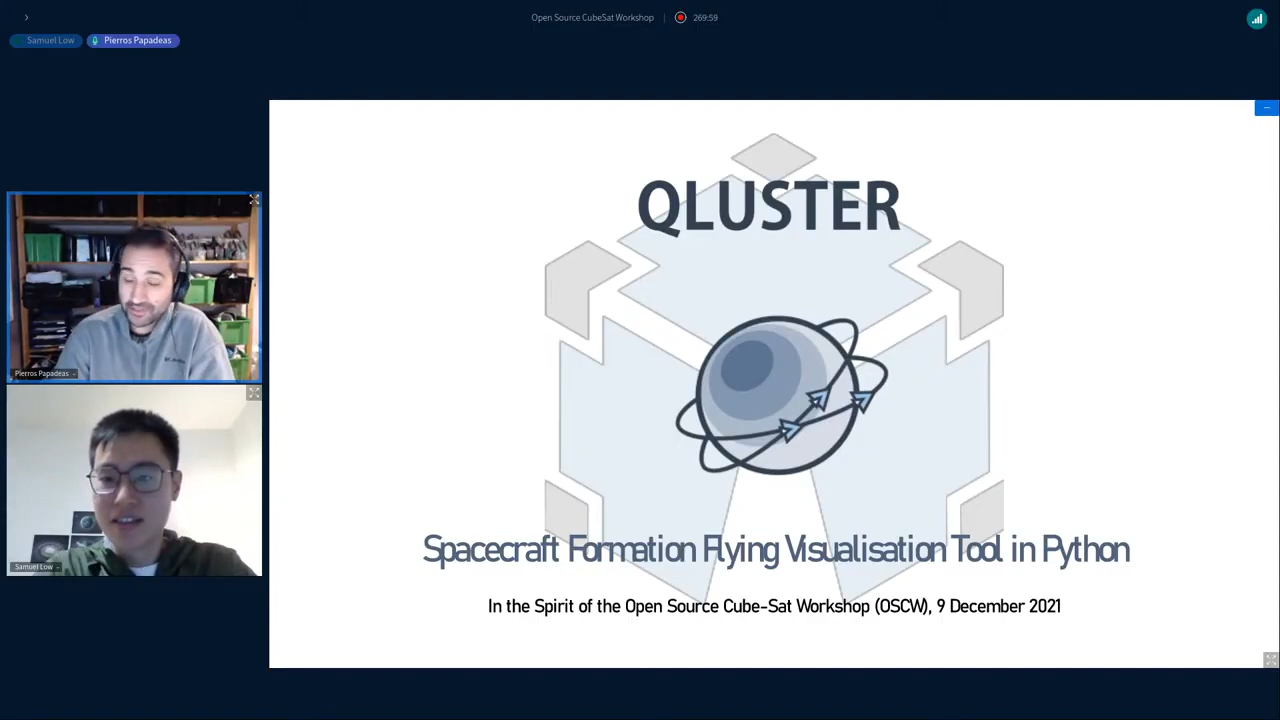 Open Source CubeSat Workshop
269:59
Samuel Low
Pierros Papadeas
Pierros Papadeas
Samuel Low
QLUSTER
Spacecraft Formation Flying Visualisation Tool in Python
In the Spirit of the Open Source Cube-Sat Workshop (OSCW), 9 December 2021